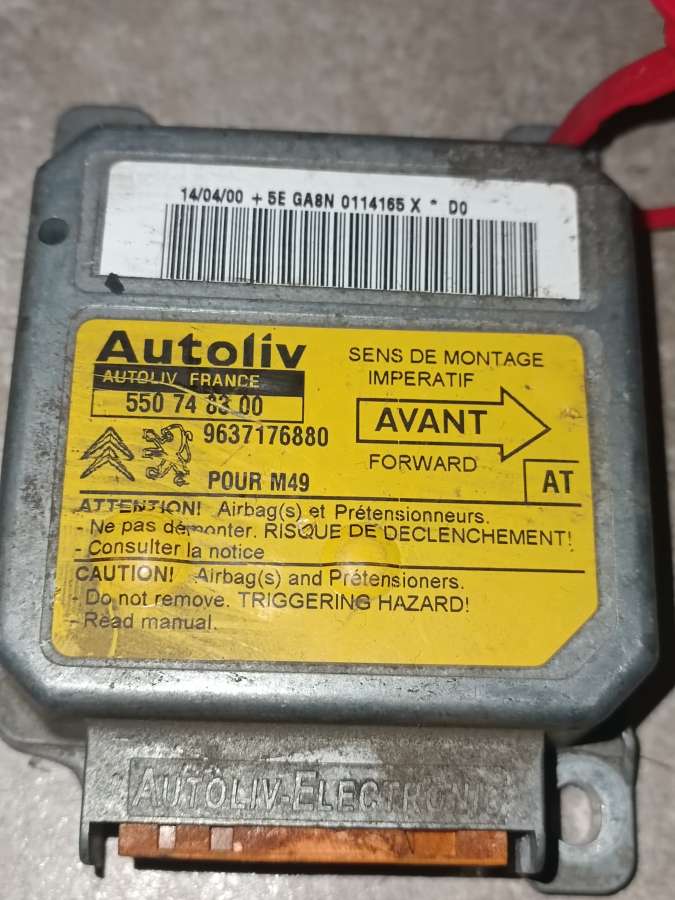 14/04/00 + 5E GA8N 0114165 X * D0
Autoliv
AUTOLIV FRANCE
550 74 83 00
9637176880
POUR M49
SENS DE MONTAGE
IMPERATIF
AVANT
FORWARD
AT
ATTENTION! Airbag(s) et Prétensionneurs.
- Ne pas démonter. RISQUE DE DECLENCHEMENT!
- Consulter la notice
CAUTION! Airbag(s) and Prétensioners.
- Do not remove. TRIGGERING HAZARD!
- Read manual.
AUTOLIV-ELECTRONIC